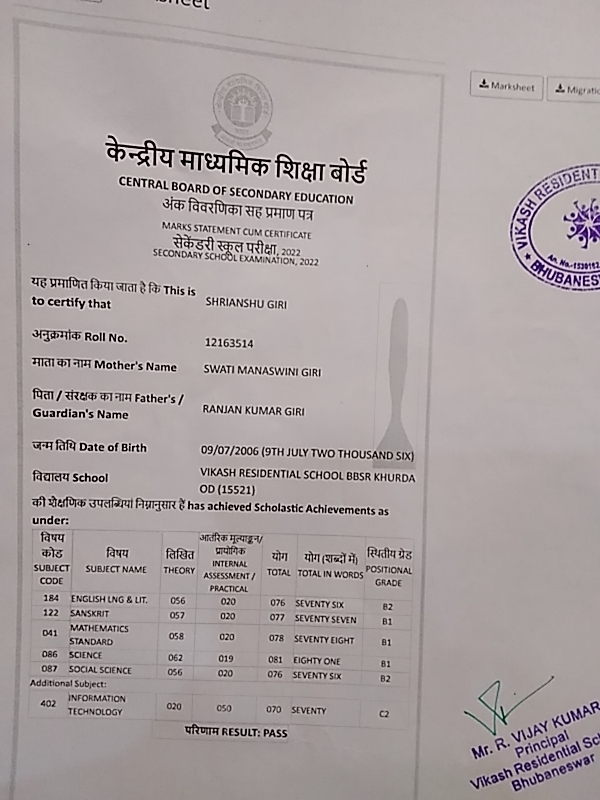 Marksheet
केन्द्रीय माध्यमिक शिक्षा बोर्ड
CENTRAL BOARD OF SECONDARY EDUCATION
अंक विवरणिका सह प्रमाण पत्र
MARKS STATEMENT CUM CERTIFICATE
सेकेंडरी स्कूल परीक्षा, 2022
SECONDARY SCHOOL EXAMINATION, 2022
यह प्रमाणित किया जाता है कि This is to certify that SHRIANSHU GIRI
अनुक्रमांक Roll No. 12163514
माता का नाम Mother's Name SWATI MANASWINI GIRI
पिता / संरक्षक का नाम Father's / Guardian's Name RANJAN KUMAR GIRI
जन्म तिथि Date of Birth 09/07/2006 (9TH JULY TWO THOUSAND SIX)
विद्यालय School VIKASH RESIDENTIAL SCHOOL BBSR KHURDA OD (15521)
की शैक्षणिक उपलब्धियां निम्नानुसार हैं has achieved Scholastic Achievements as
under:
विषय कोड SUBJECT CODE विषय SUBJECT NAME लिखित THEORY आंतरिक मूल्याङ्कन/ प्रायोगिक INTERNAL ASSESSMENT / PRACTICAL योग TOTAL योग (शब्दों में) TOTAL IN WORDS स्थितीय ग्रेड POSITIONAL GRADE
184 ENGLISH LNG & LIT. 056 020 076 SEVENTY SIX B2
122 SANSKRIT 057 020 077 SEVENTY SEVEN B1
041 MATHEMATICS STANDARD 058 020 078 SEVENTY EIGHT B1
086 SCIENCE 062 019 081 EIGHTY ONE B1
087 SOCIAL SCIENCE 056 020 076 SEVENTY SIX B2
Additional Subject:
402 INFORMATION TECHNOLOGY 020 050 070 SEVENTY C2
परिणाम RESULT: PASS
VIKASH RESIDENT
BHUBANES
Mr. R. VIJAY KUMAR
Principal
Vikash Residential Sch
Bhubaneswar